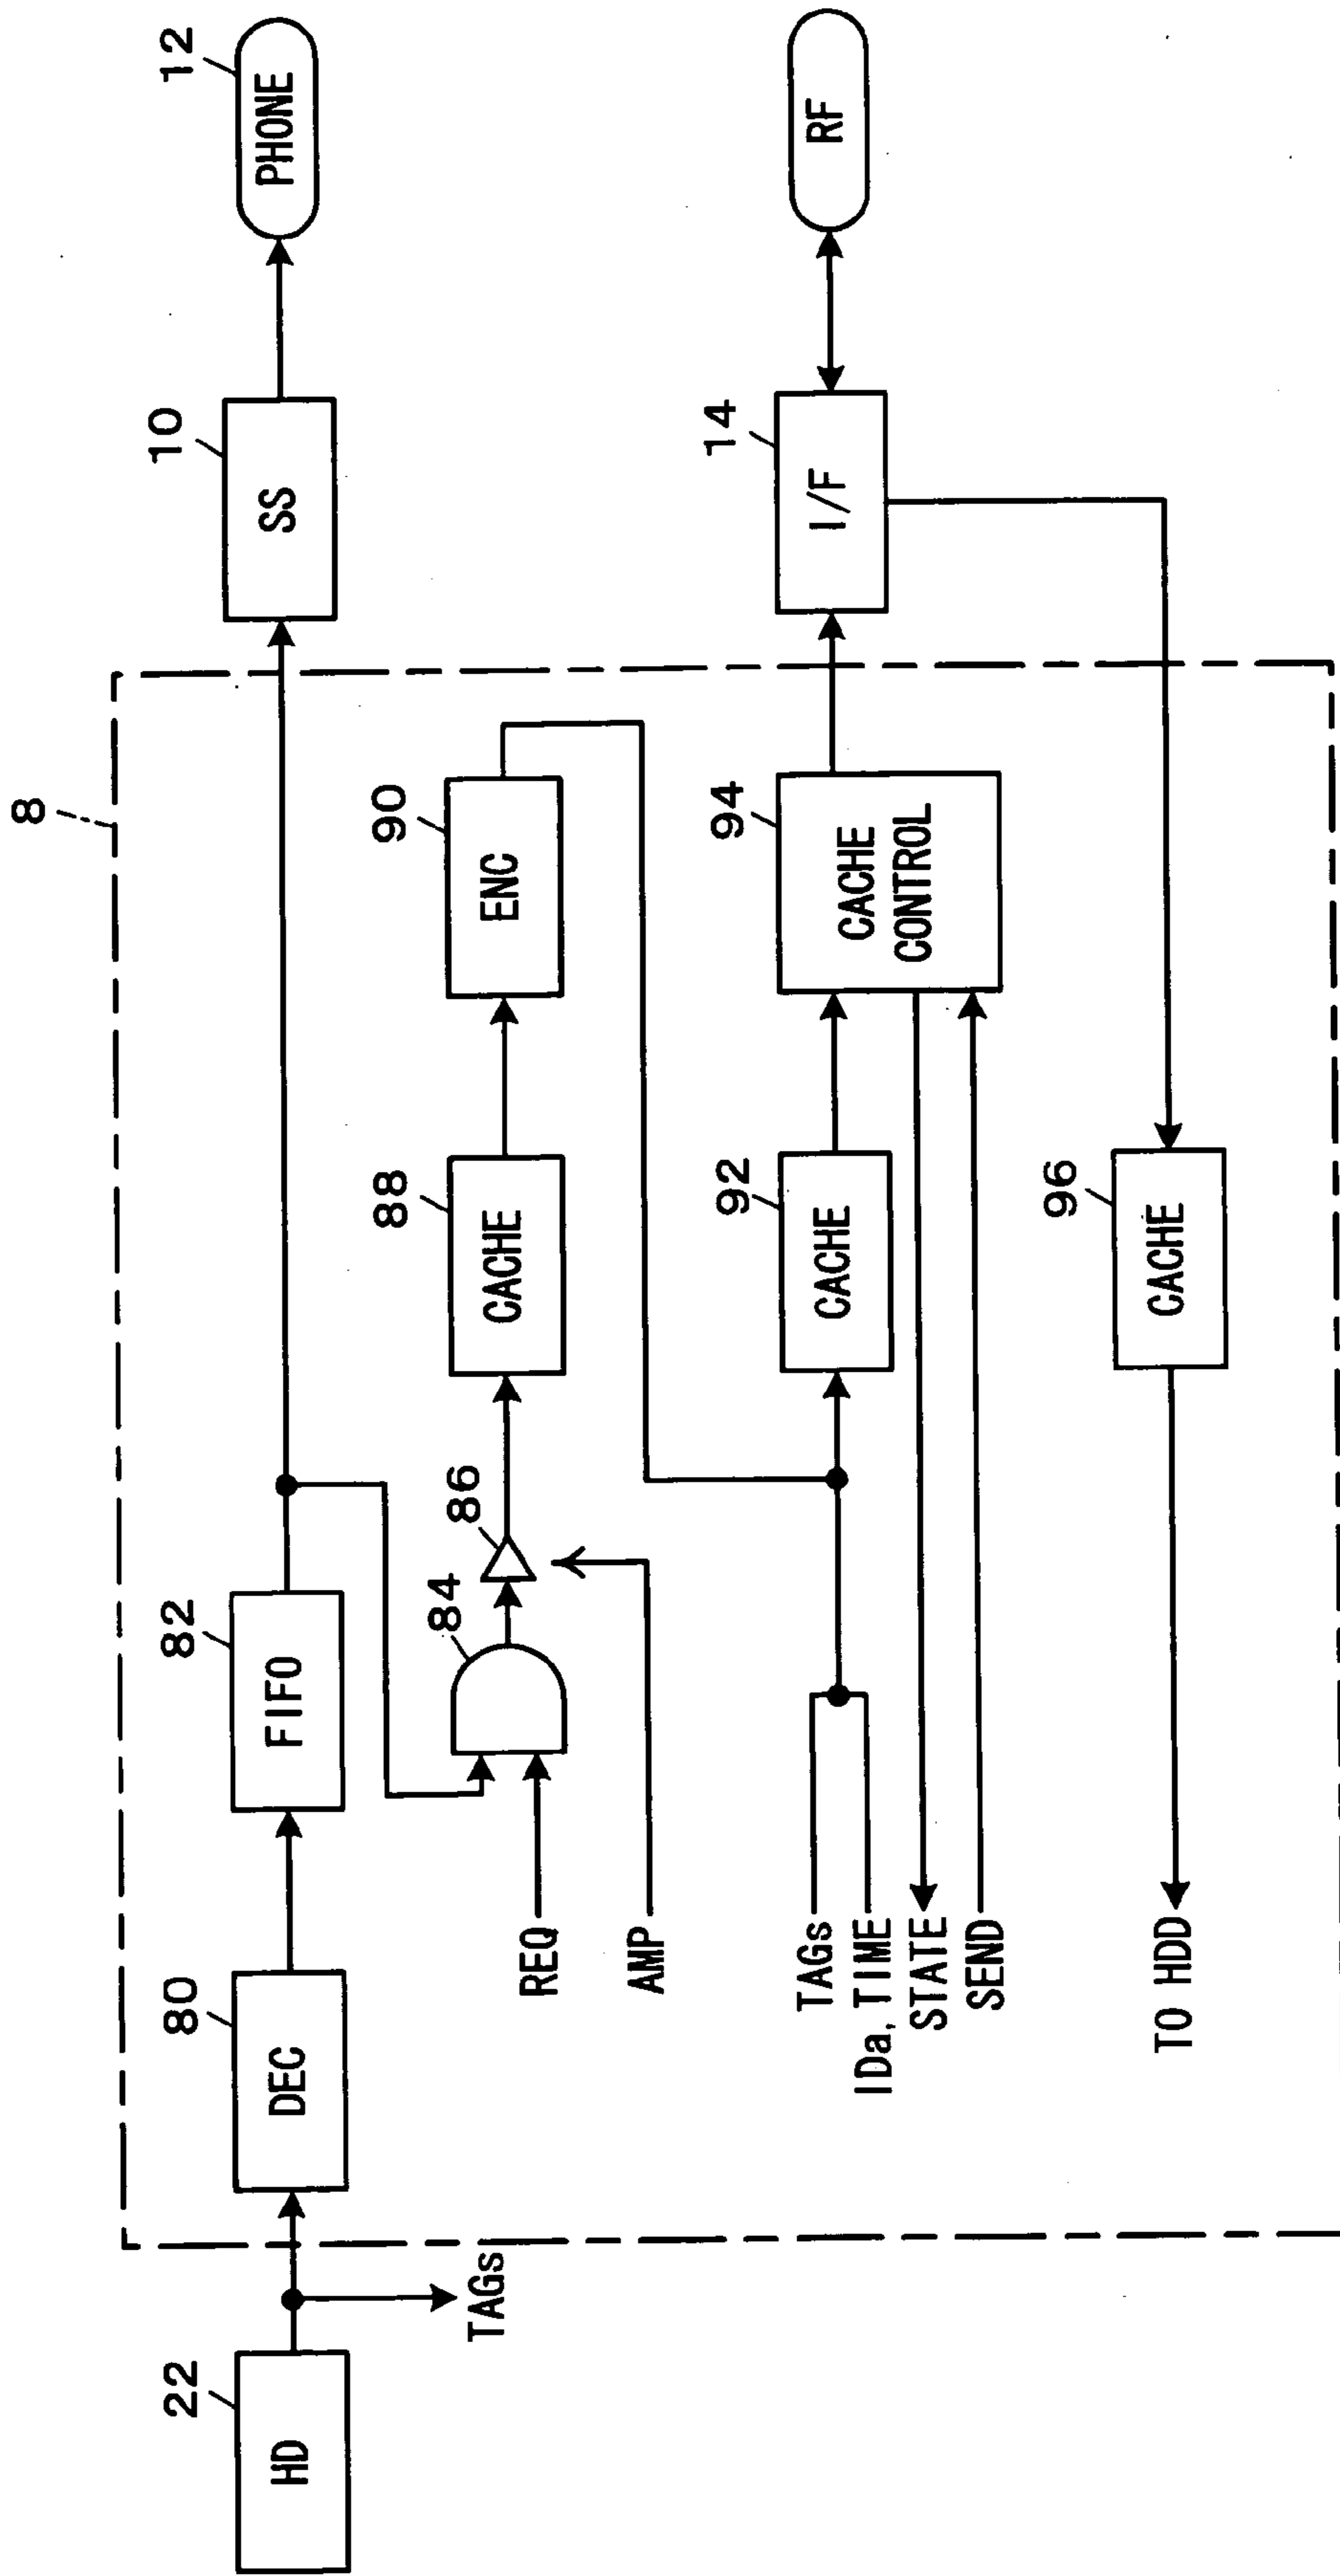 8
22
HD
TAGs
80
DEC
82
FIFO
10
SS
12
PHONE
REQ
84
86
AMP
88
CACHE
90
ENC
TAGs
IDa, TIME
STATE
SEND
92
CACHE
94
CACHE
CONTROL
14
I/F
RF
96
CACHE
TO HDD